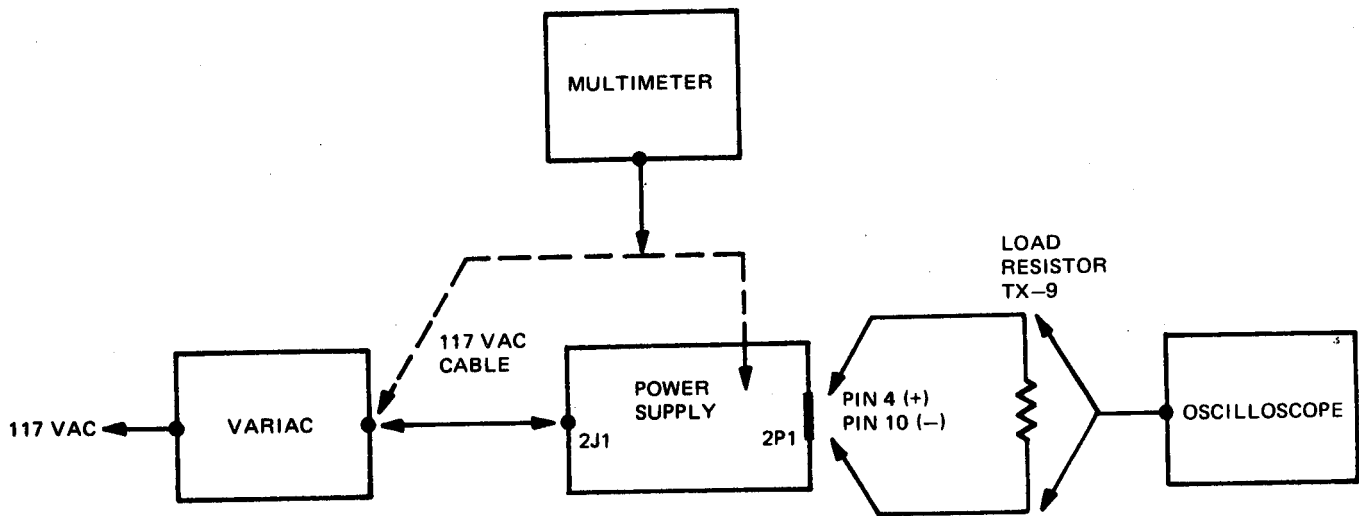 MULTIMETER
LOAD
RESISTOR
TX–9
117 VAC
CABLE
POWER
SUPPLY
PIN 4 (+)
PIN 10 (–)
117 VAC
VARIAC
2J1
2P1
OSCILLOSCOPE